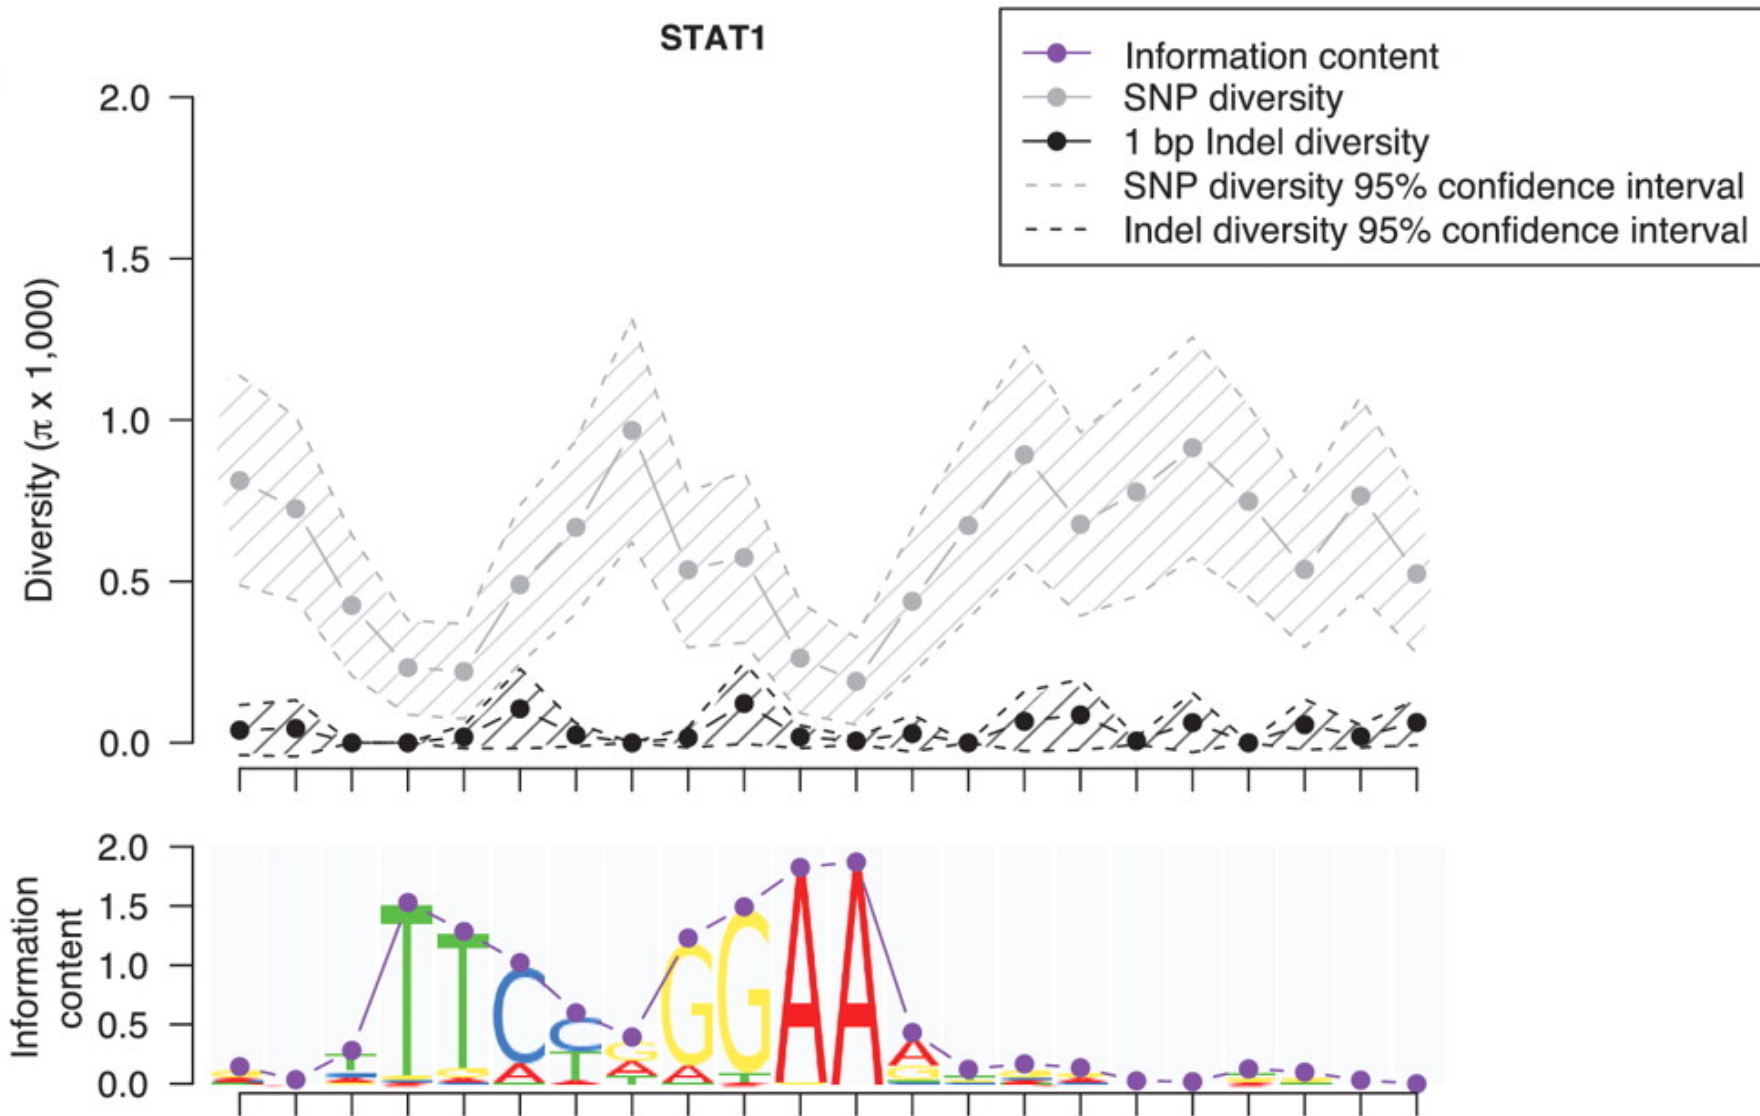 STAT1
Information content
SNP diversity
1 bp Indel diversity
SNP diversity 95% confidence interval
Indel diversity 95% confidence interval
Diversity (π x 1,000)
2.0
1.5
1.0
0.5
0.0
Information
content
2.0
1.5
1.0
0.5
0.0
T T C C G G G A A A